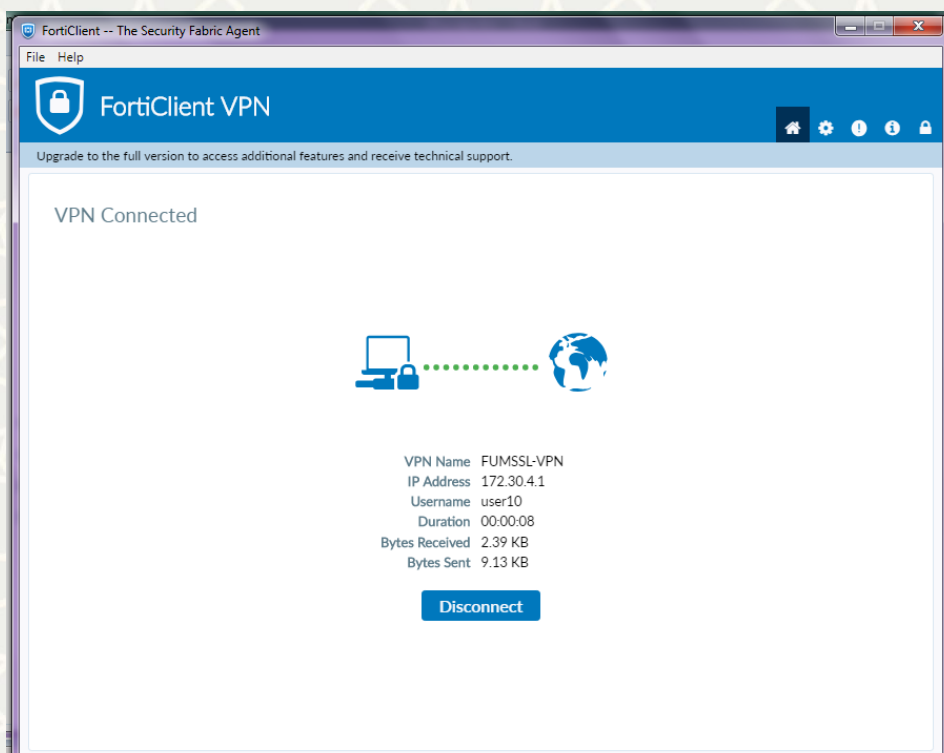 FortiClient -- The Security Fabric Agent
File Help
FortiClient VPN
Upgrade to the full version to access additional features and receive technical support.
VPN Connected
VPN Name FUMSSL-VPN
IP Address 172.30.4.1
Username user10
Duration 00:00:08
Bytes Received 2.39 KB
Bytes Sent 9.13 KB
Disconnect